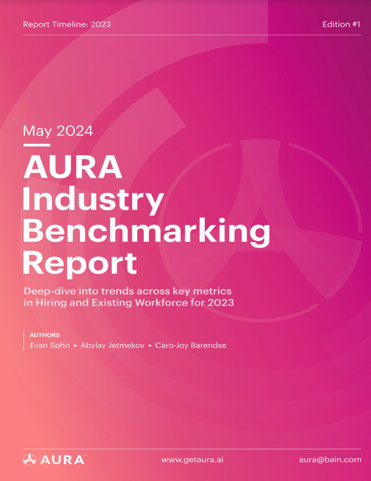 Report Timeline: 2023
Edition #1
May 2024
AURA
Industry
Benchmarking
Report
Deep-dive into trends across key metrics
in Hiring and Existing Workforce for 2023
AUTHORS
Evan Sohn • Abylay Jetmekov • Caro-Joy Barendse
AURA
www.getaura.ai
aura@bain.com